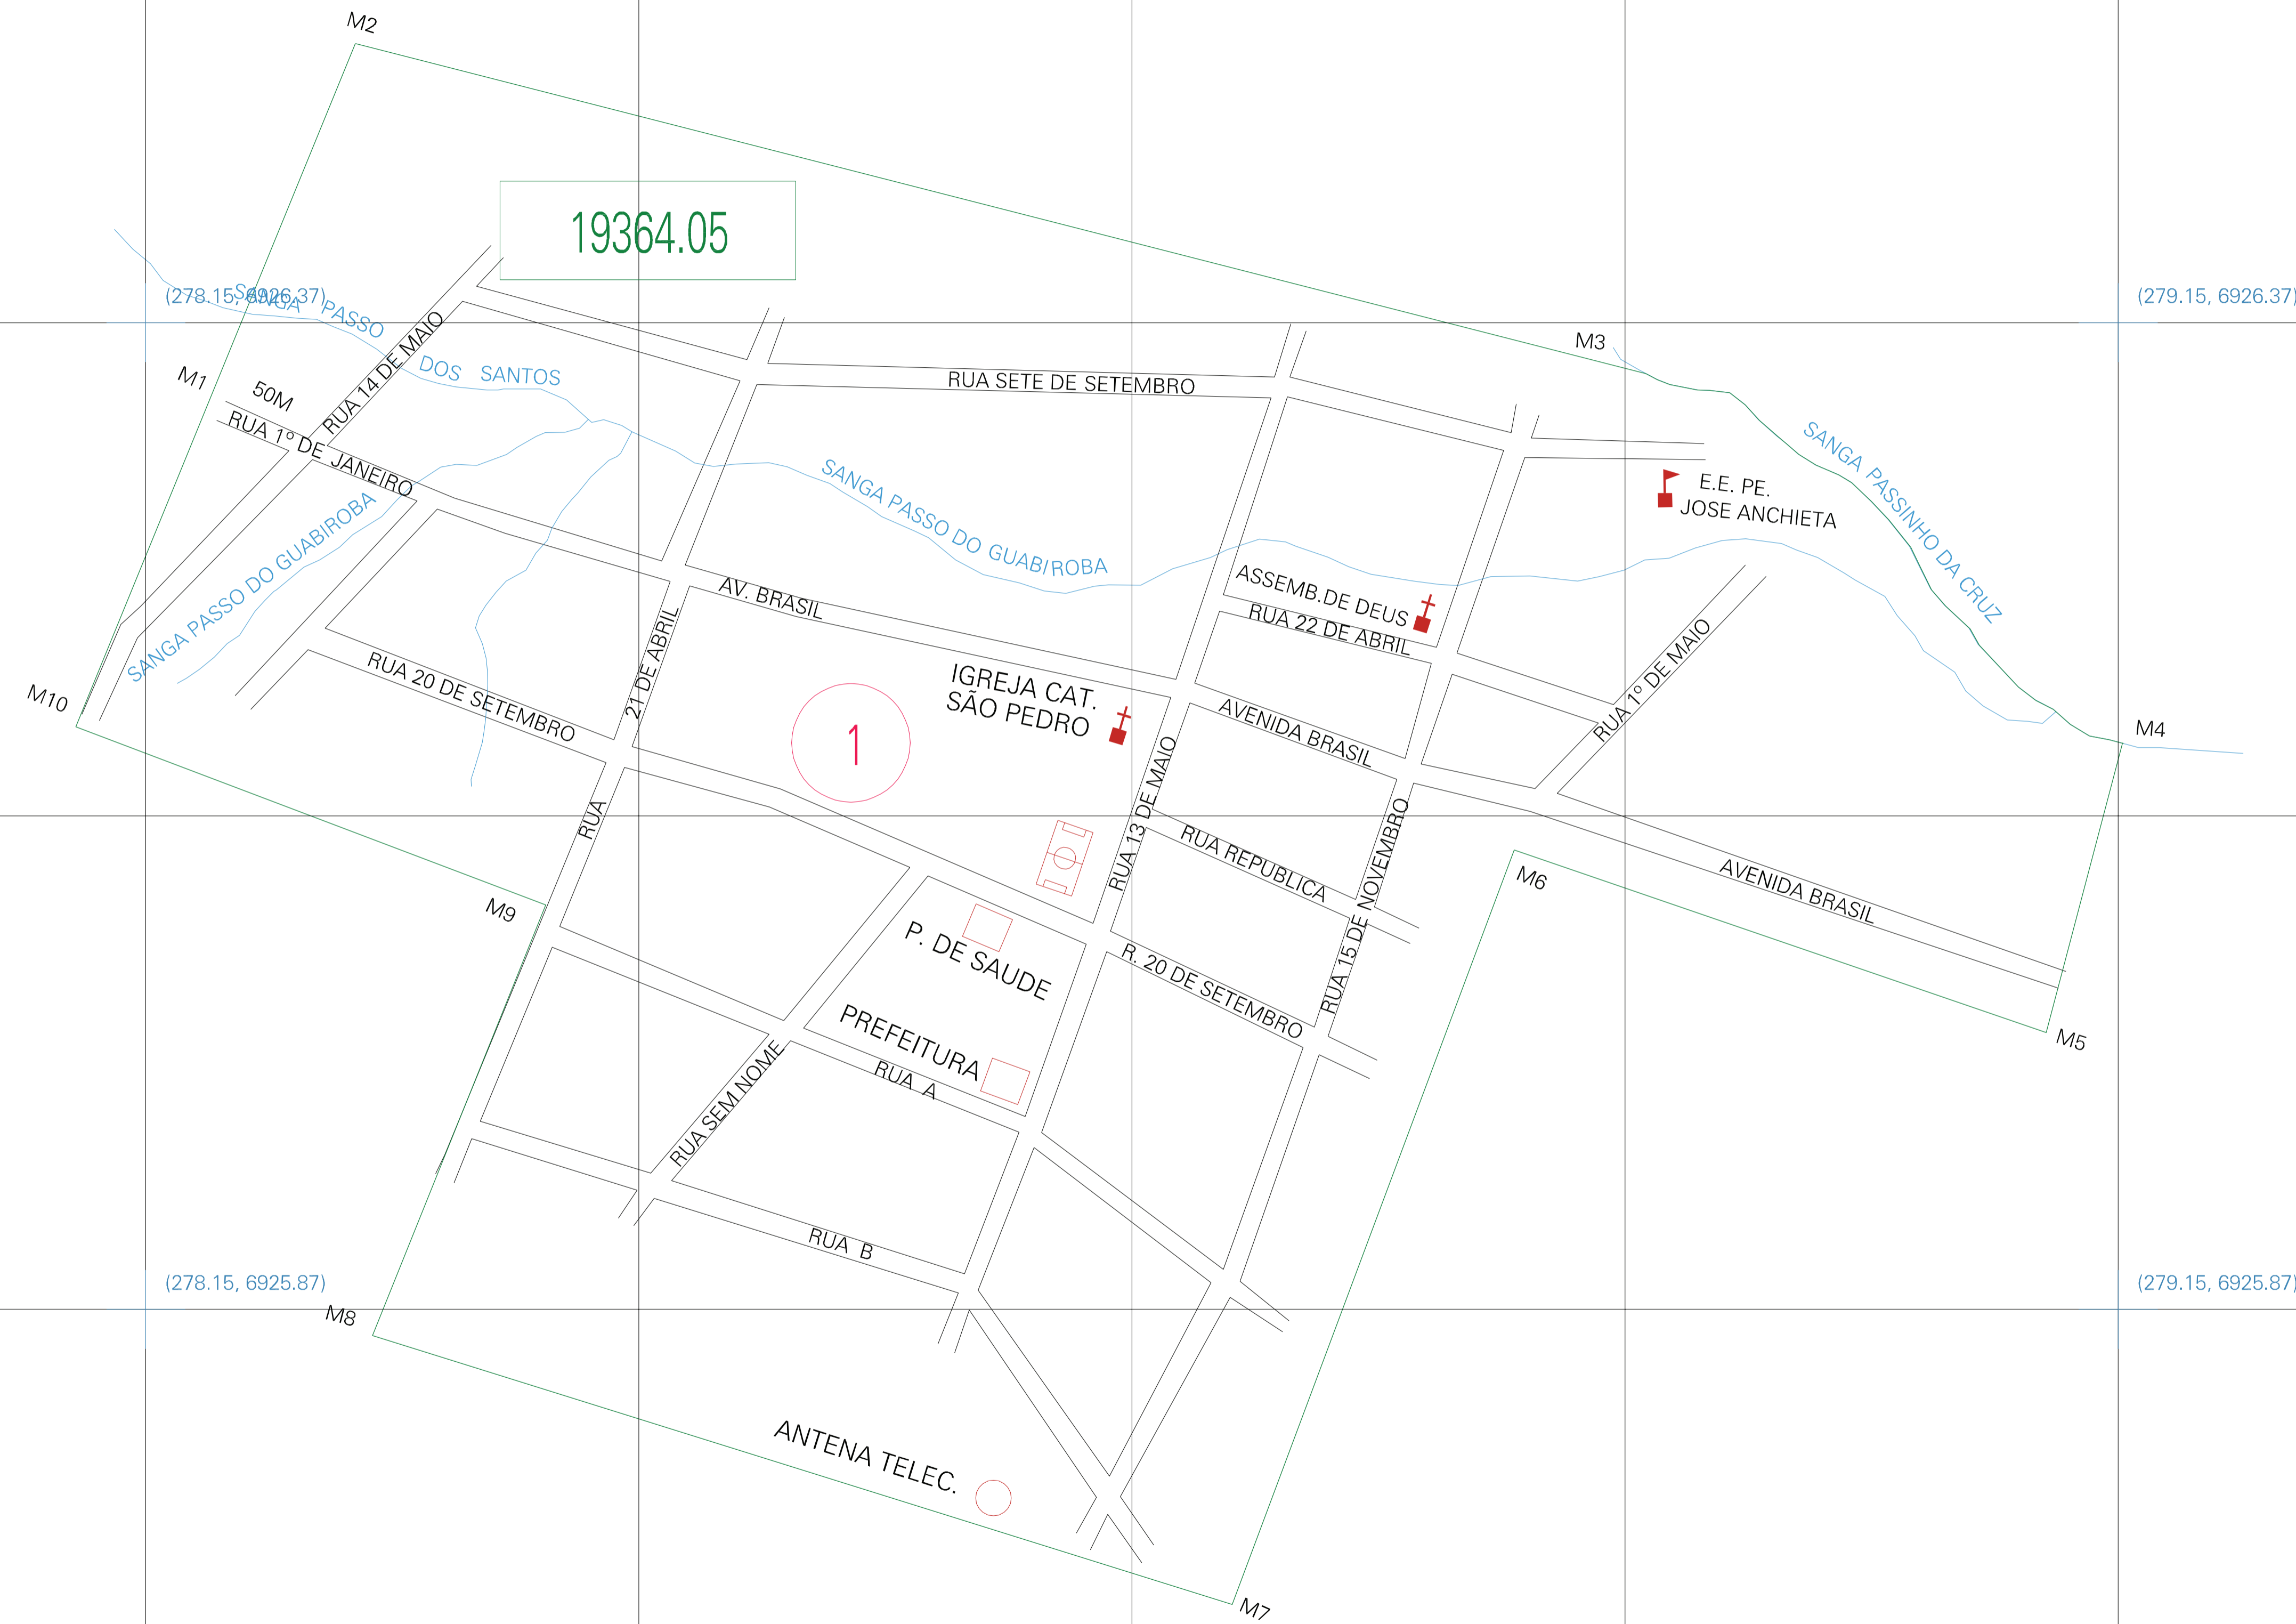 M2
19364.05
(278.15, 6926.37)
SANGA PASSO DOS SANTOS
(279.15, 6926.37)
M3
M1
50M
RUA 14 DE MAIO
RUA 1º DE JANEIRO
RUA SETE DE SETEMBRO
SANGA PASSO DO GUABIROBA
SANGA PASSO DO GUABIROBA
SANGA PASSINHO DA CRUZ
E.E. PE.
JOSE ANCHIETA
ASSEMB.DE DEUS
RUA 22 DE ABRIL
AV. BRASIL
RUA 21 DE ABRIL
RUA 20 DE SETEMBRO
IGREJA CAT.
SÃO PEDRO
1
AVENIDA BRASIL
RUA 1º DE MAIO
M10
M4
RUA 13 DE MAIO
RUA REPUBLICA
RUA 15 DE NOVEMBRO
M6
AVENIDA BRASIL
M9
P. DE SAUDE
R. 20 DE SETEMBRO
PREFEITURA
RUA A
M5
RUA SEM NOME
RUA B
(278.15, 6925.87)
(279.15, 6925.87)
M8
ANTENA TELEC.
M7